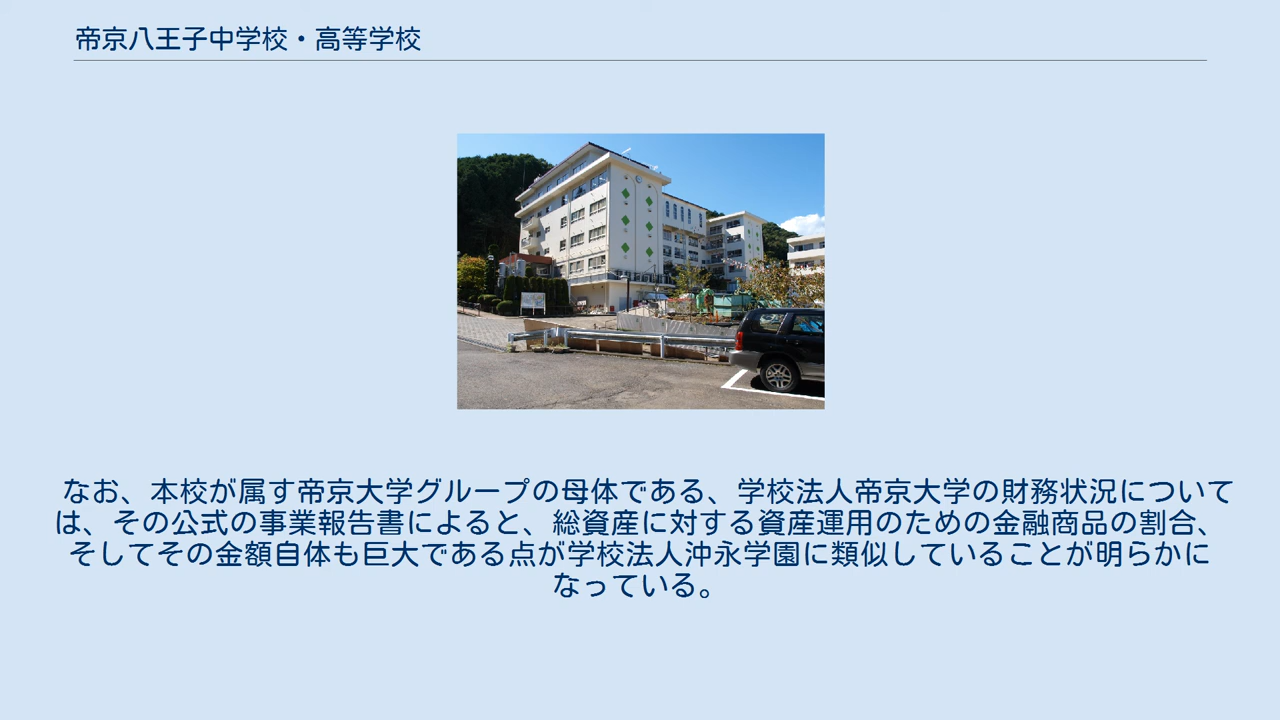 帝京八王子中学校・高等学校
なお、本校が属す帝京大学グループの母体である、学校法人帝京大学の財務状況について
は、その公式の事業報告書によると、総資産に対する資産運用のための金融商品の割合、
そしてその金額自体も巨大である点が学校法人沖永学園に類似していることが明らかに
なっている。